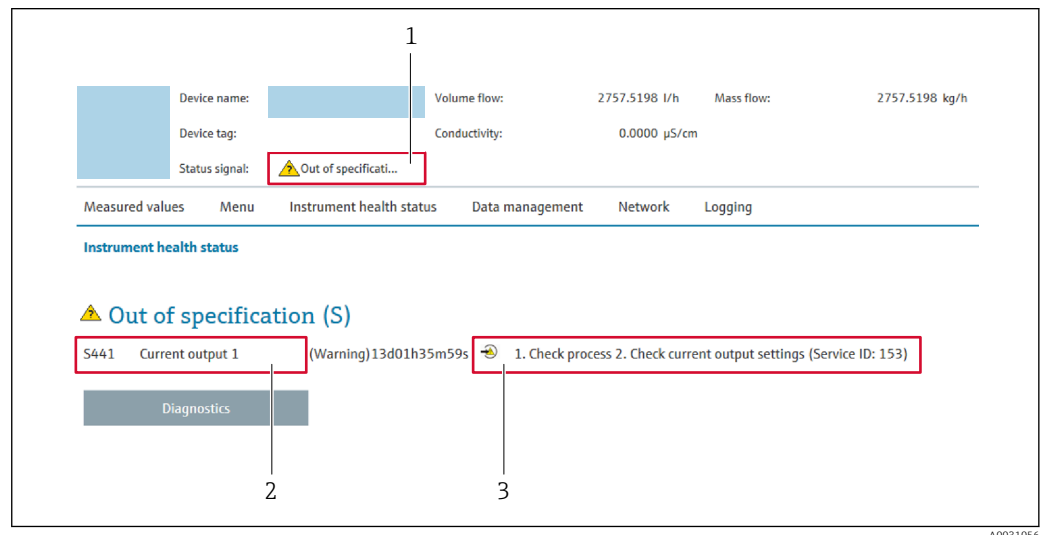 1
Device name: Volume flow: 2757.5198 l/h Mass flow: 2757.5198 kg/h
Device tag: Conductivity: 0.0000 µS/cm
Status signal: Out of specificati...
Measured values Menu Instrument health status Data management Network Logging
Instrument health status
Out of specification (S)
S441 Current output 1 (Warning)13d01h35m59s 1. Check process 2. Check current output settings (Service ID: 153)
Diagnostics
2 3
A0031056